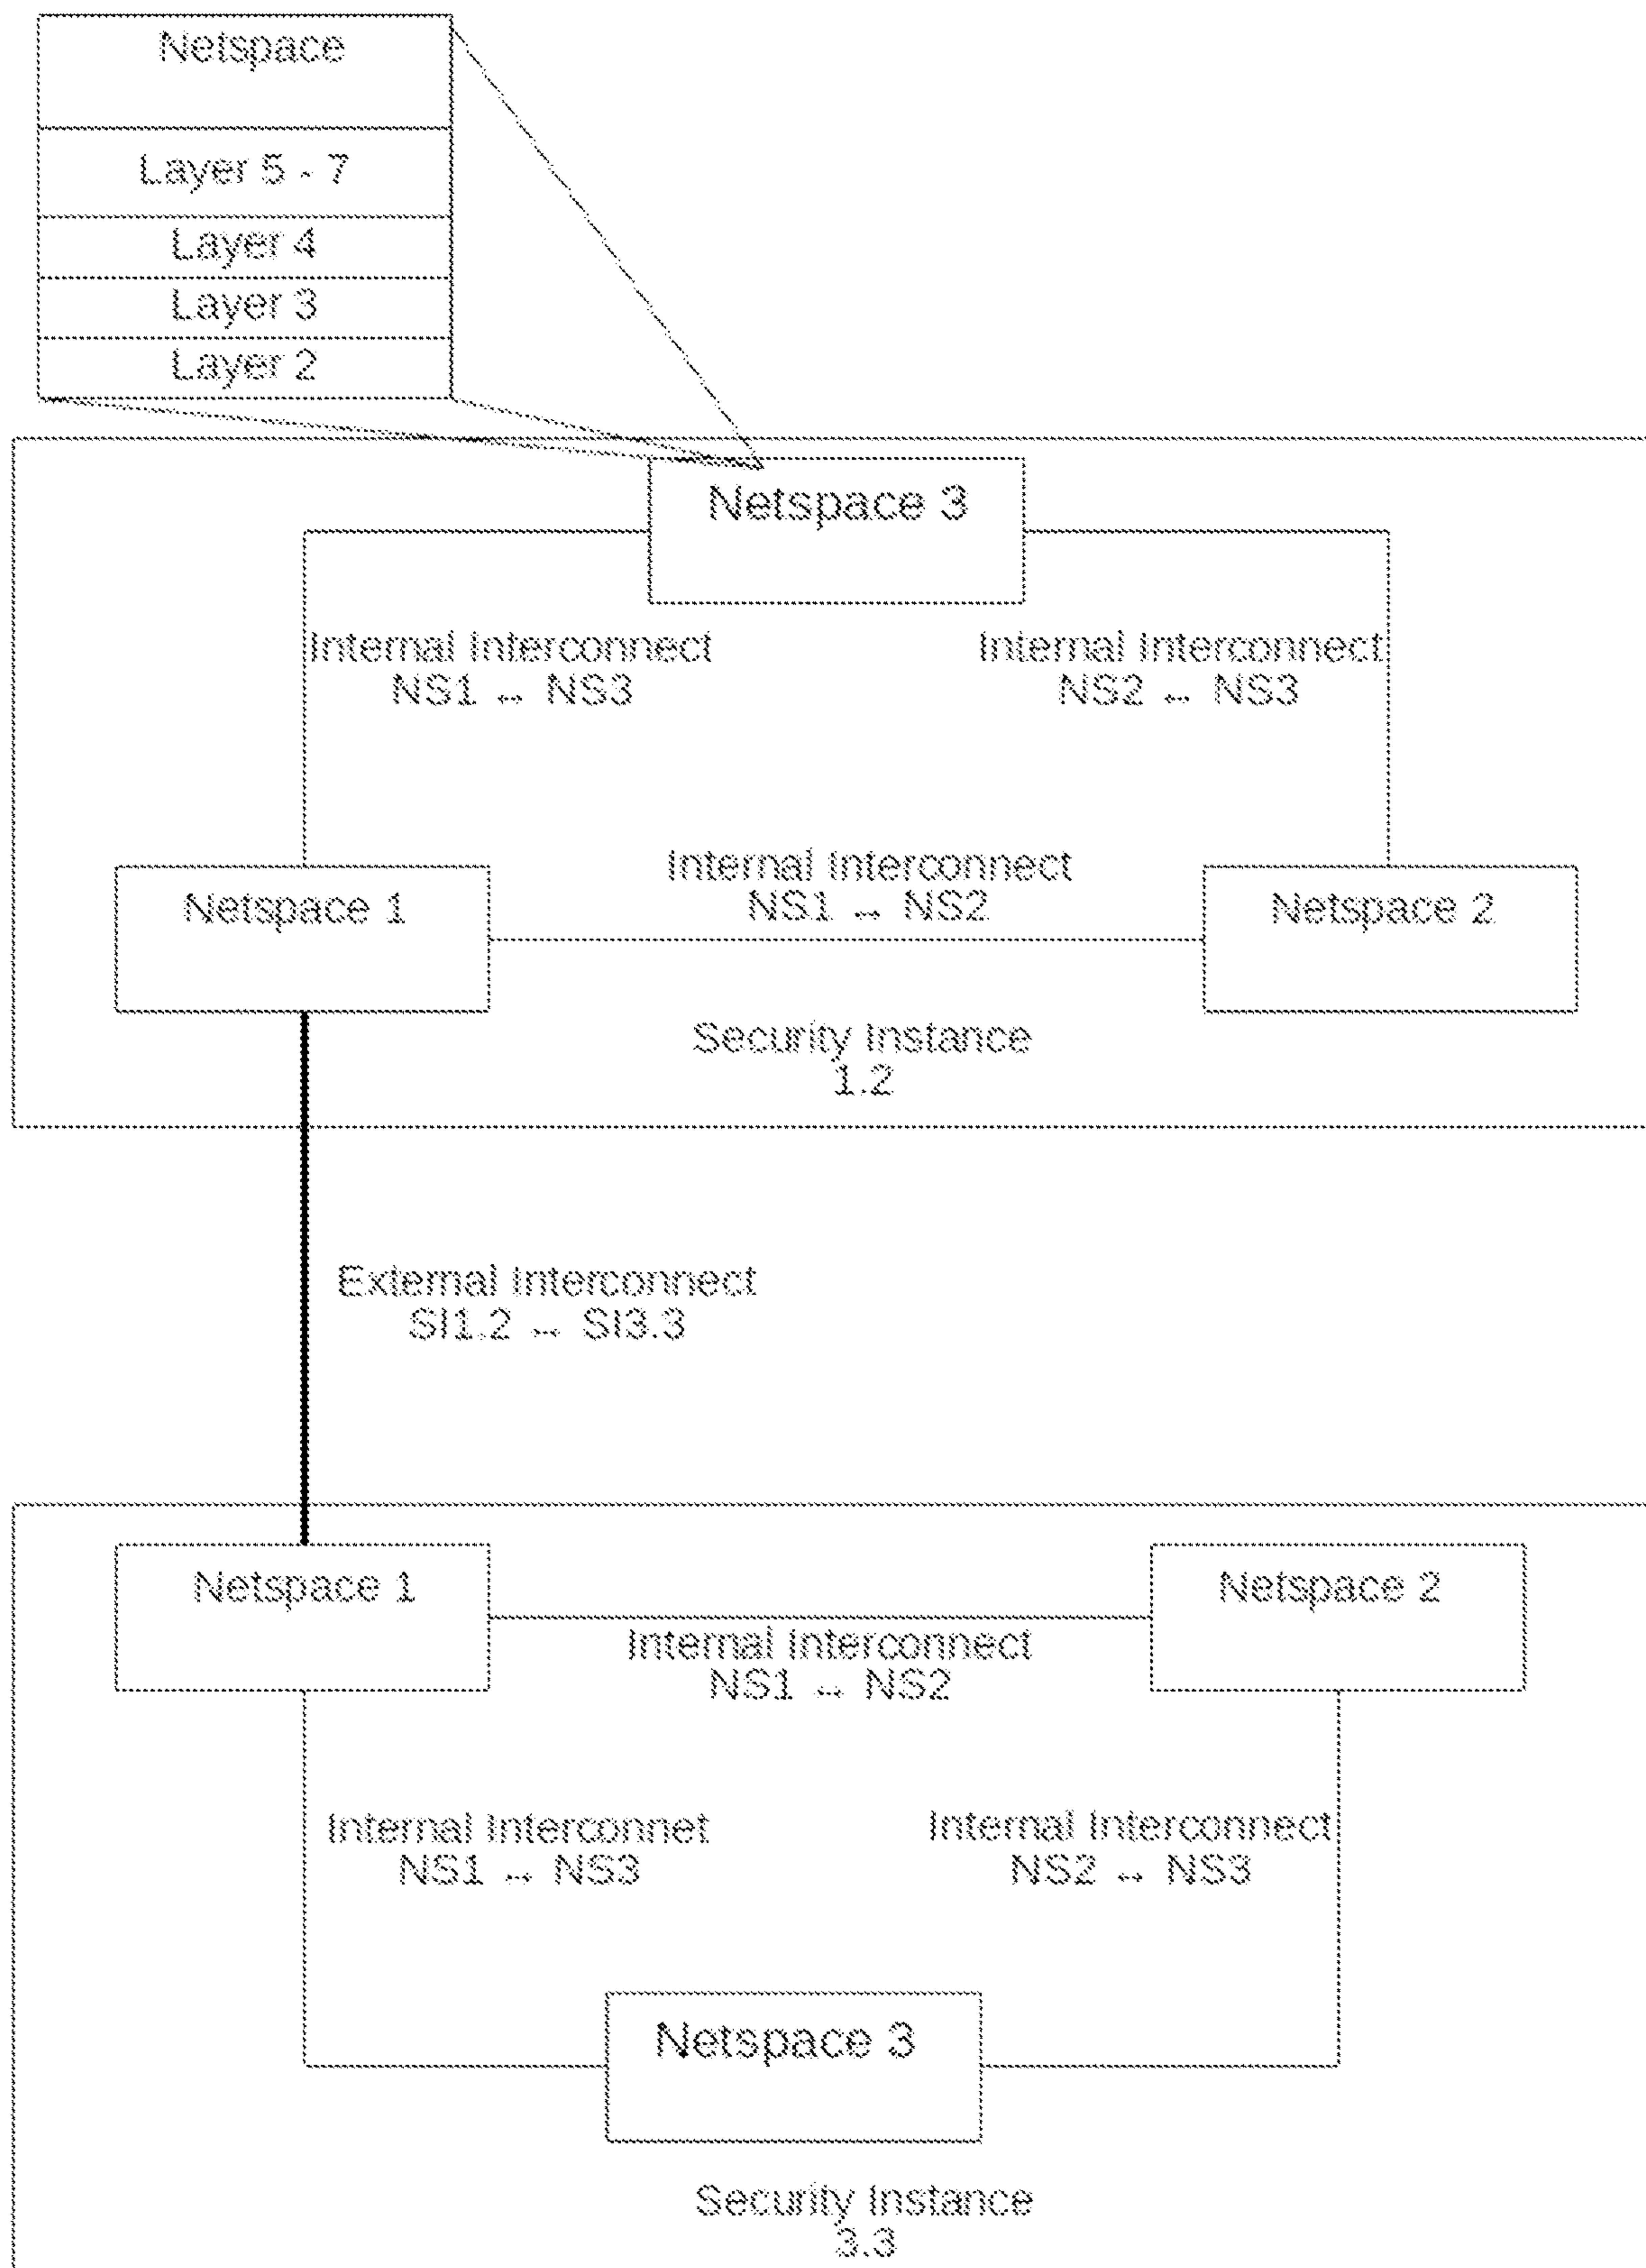 Netspace
Layer 5 - 7
Layer 4
Layer 3
Layer 2
Netspace 3
Internal Interconnect
NS1 ↔ NS3
Internal Interconnect
NS2 ↔ NS3
Netspace 1
Internal Interconnect
NS1 ↔ NS2
Netspace 2
Security Instance
1.2
External Interconnect
SI1.2 ↔ SI3.3
Netspace 1
Netspace 2
Internal Interconnect
NS1 ↔ NS2
Internal Interconnet
NS1 ↔ NS3
Internal Interconnect
NS2 ↔ NS3
Netspace 3
Security Instance
3.3